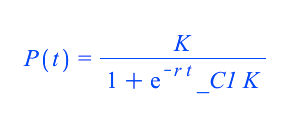 P(t) = K / (1 + e^(-r t) _C1 K)